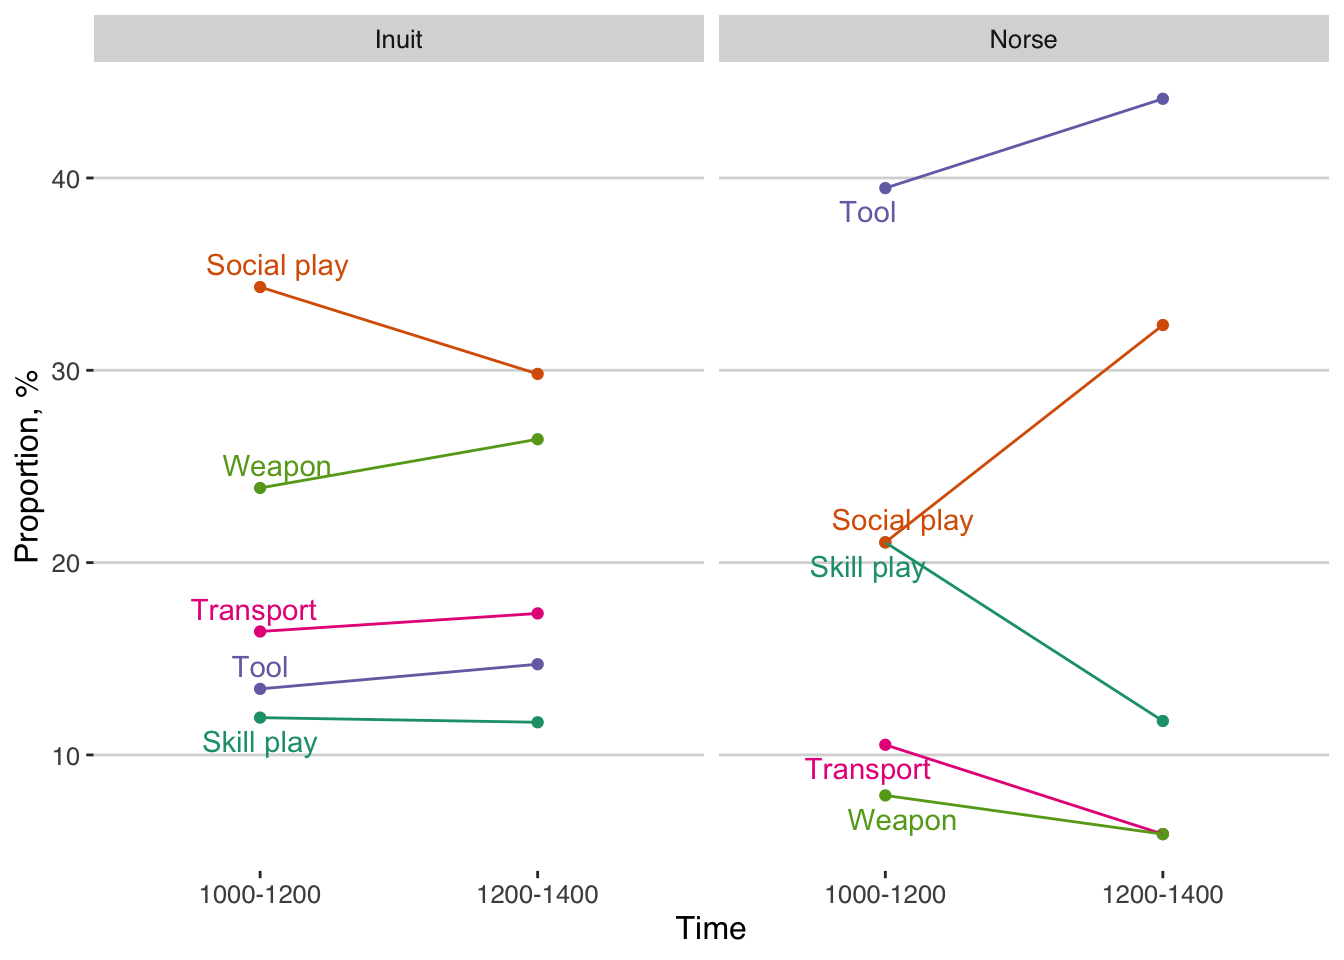 Inuit
Norse
Proportion, %
40
30
20
10
Social play
Weapon
Transport
Tool
Skill play
Tool
Social play
Skill play
Transport
Weapon
1000-1200
1200-1400
1000-1200
1200-1400
Time